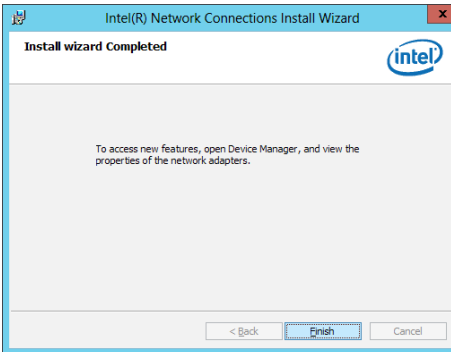 Intel(R) Network Connections Install Wizard
x
Install wizard Completed
intel
To access new features, open Device Manager, and view the
properties of the network adapters.
< Back
Finish
Cancel